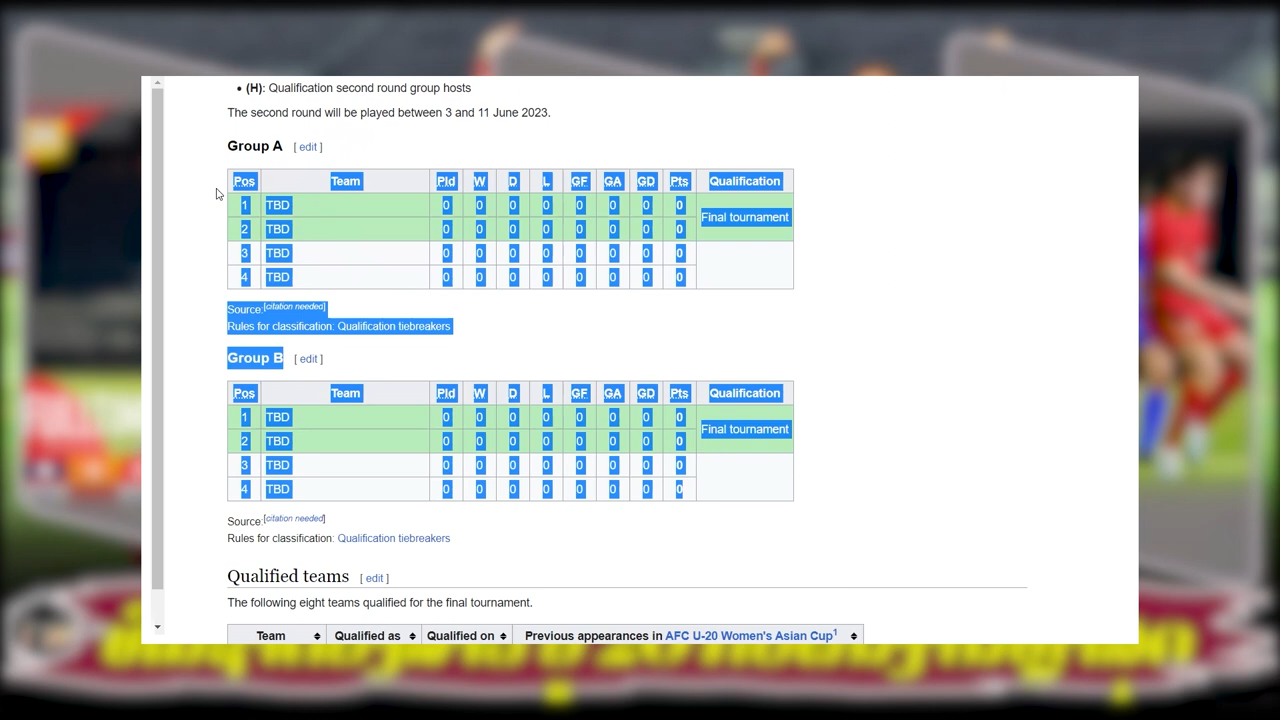 • (H): Qualification second round group hosts
The second round will be played between 3 and 11 June 2023.
Group A [ edit ]
Pos Team Pld W D L GF GA GD Pts Qualification
1 TBD 0 0 0 0 0 0 0 0 Final tournament
2 TBD 0 0 0 0 0 0 0 0
3 TBD 0 0 0 0 0 0 0 0
4 TBD 0 0 0 0 0 0 0 0
Source:[citation needed]
Rules for classification: Qualification tiebreakers
Group B [ edit ]
Pos Team Pld W D L GF GA GD Pts Qualification
1 TBD 0 0 0 0 0 0 0 0 Final tournament
2 TBD 0 0 0 0 0 0 0 0
3 TBD 0 0 0 0 0 0 0 0
4 TBD 0 0 0 0 0 0 0 0
Source:[citation needed]
Rules for classification: Qualification tiebreakers
Qualified teams [ edit ]
The following eight teams qualified for the final tournament.
Team Qualified as Qualified on Previous appearances in AFC U-20 Women's Asian Cup1